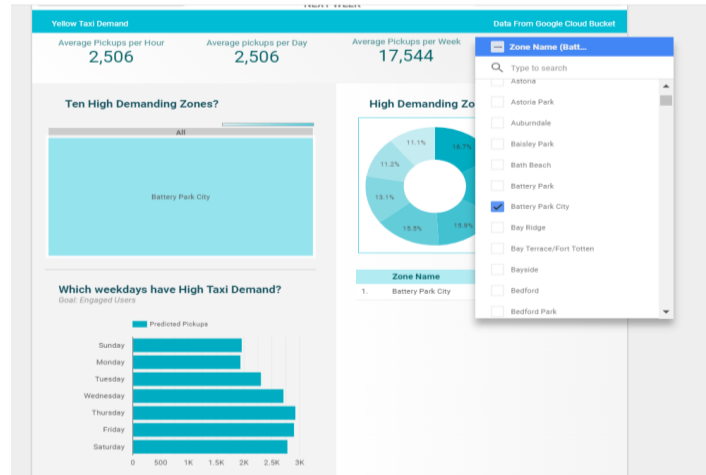 NEXT WEEK
Yellow Taxi Demand
Data From Google Cloud Bucket
Average Pickups per Hour
2,506
Average pickups per Day
2,506
Average Pickups per Week
17,544
Zone Name (Batt...
Type to search
Astoria
Astoria Park
Auburndale
Baisley Park
Bath Beach
Battery Park
Battery Park City
Bay Ridge
Bay Terrace/Fort Totten
Bayside
Bedford
Bedford Park
Ten High Demanding Zones?
All
Battery Park City
High Demanding Zo
11.1%
16.7%
11.2%
13.1%
15.5%
Zone Name
1. Battery Park City
Which weekdays have High Taxi Demand?
Goal: Engaged Users
Predicted Pickups
Sunday
Monday
Tuesday
Wednesday
Thursday
Friday
Saturday
0 500 1K 1.5K 2K 2.5K 3K